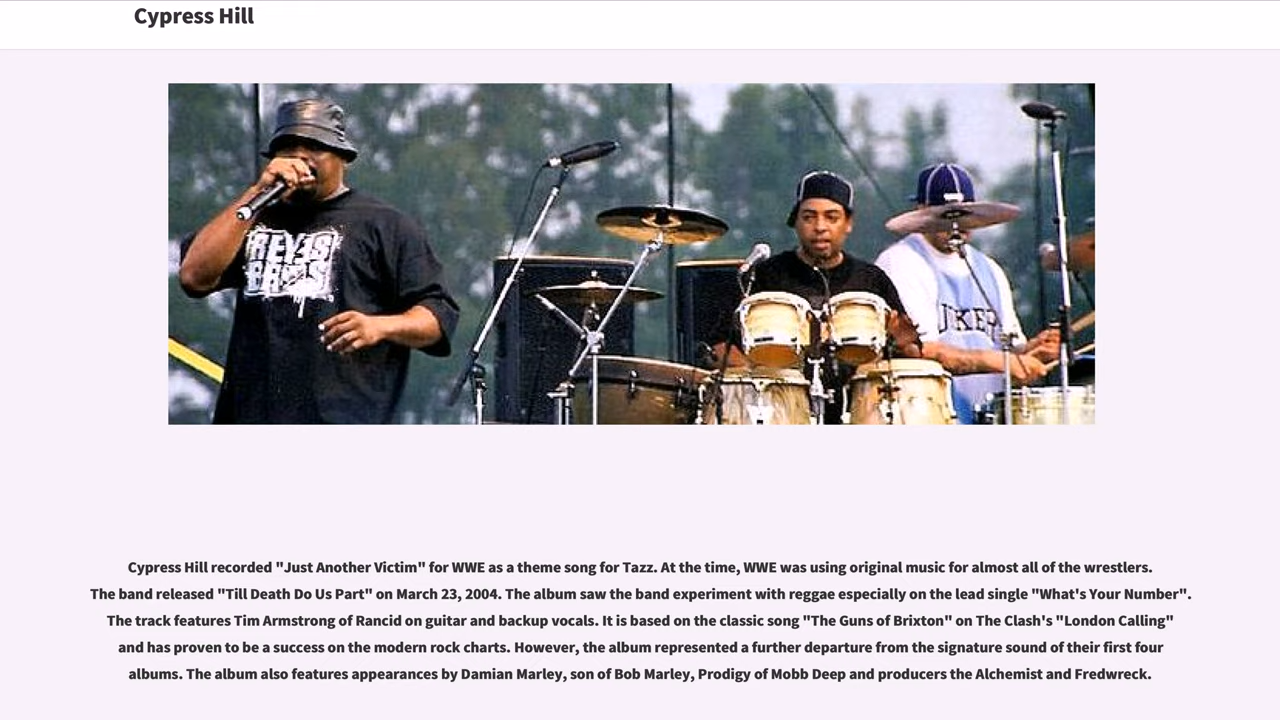 Cypress Hill
Cypress Hill recorded "Just Another Victim" for WWE as a theme song for Tazz. At the time, WWE was using original music for almost all of the wrestlers.
The band released "Till Death Do Us Part" on March 23, 2004. The album saw the band experiment with reggae especially on the lead single "What's Your Number".
The track features Tim Armstrong of Rancid on guitar and backup vocals. It is based on the classic song "The Guns of Brixton" on The Clash's "London Calling"
and has proven to be a success on the modern rock charts. However, the album represented a further departure from the signature sound of their first four
albums. The album also features appearances by Damian Marley, son of Bob Marley, Prodigy of Mobb Deep and producers the Alchemist and Fredwreck.